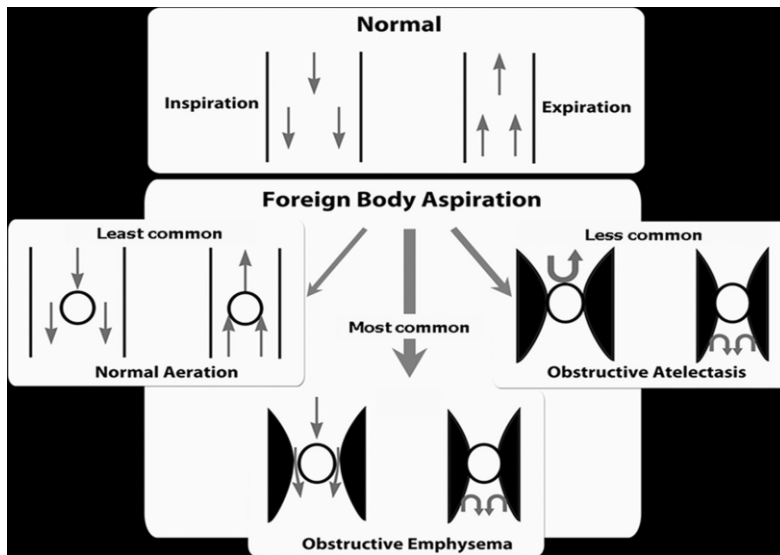 Normal
Inspiration
Expiration
Foreign Body Aspiration
Least common
Less common
Most common
Normal Aeration
Obstructive Atelectasis
Obstructive Emphysema